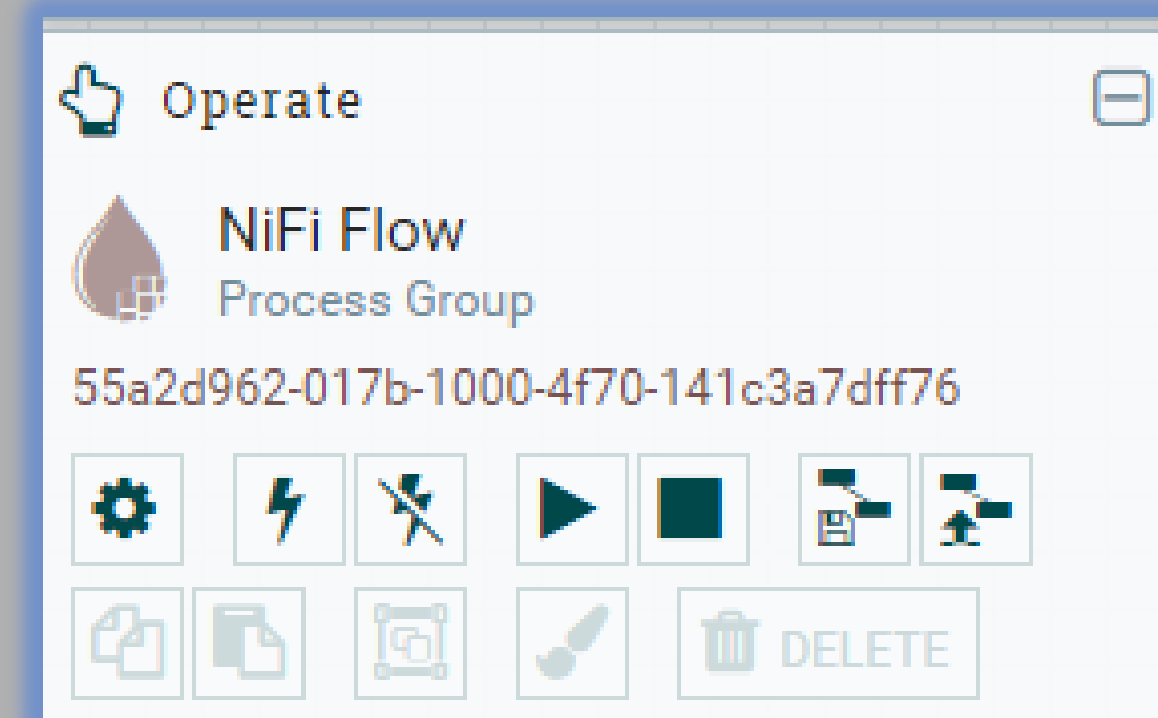 Operate
NiFi Flow
Process Group
55a2d962-017b-1000-4f70-141c3a7dff76
DELETE